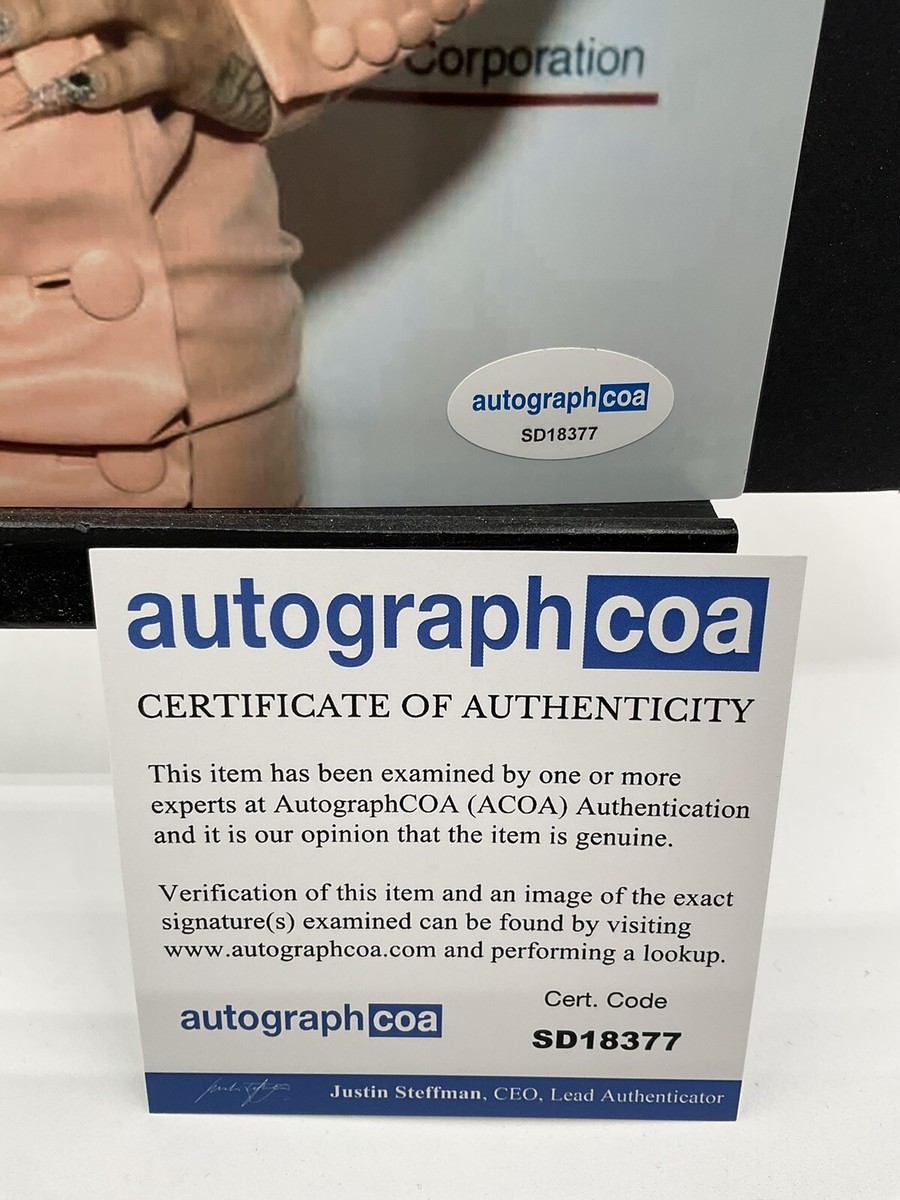 Corporation
autographcoa
SD18377
autographcoa
CERTIFICATE OF AUTHENTICITY
This item has been examined by one or more
experts at AutographCOA (ACOA) Authentication
and it is our opinion that the item is genuine.
Verification of this item and an image of the exact
signature(s) examined can be found by visiting
www.autographcoa.com and performing a lookup.
autographcoa
Cert. Code
SD18377
Justin Steffman, CEO, Lead Authenticator